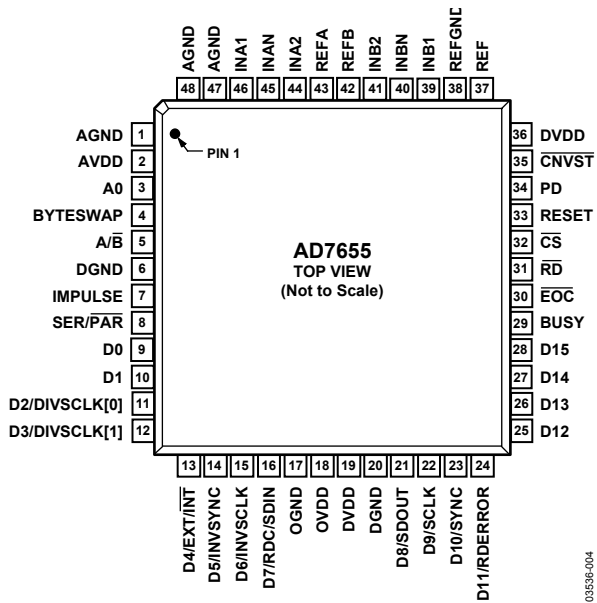 AGND
AGND
INA1
INAN
INA2
REFA
REFB
INB2
INBN
INB1
REFGND
REF
48 47 46 45 44 43 42 41 40 39 38 37
AGND 1
AVDD 2
A0 3
BYTESWAP 4
A/B̅ 5
DGND 6
IMPULSE 7
SER/P̅A̅R̅ 8
D0 9
D1 10
D2/DIVSCLK[0] 11
D3/DIVSCLK[1] 12
PIN 1
AD7655
TOP VIEW
(Not to Scale)
36 DVDD
35 C̅N̅V̅S̅T̅
34 PD
33 RESET
32 C̅S̅
31 R̅D̅
30 E̅O̅C̅
29 BUSY
28 D15
27 D14
26 D13
25 D12
13 14 15 16 17 18 19 20 21 22 23 24
D4/EXT/I̅N̅T̅
D5/INVSYNC
D6/INVSCLK
D7/RDC/SDIN
OGND
OVDD
DVDD
DGND
D8/SDOUT
D9/SCLK
D10/SYNC
D11/RDERROR
03536-004